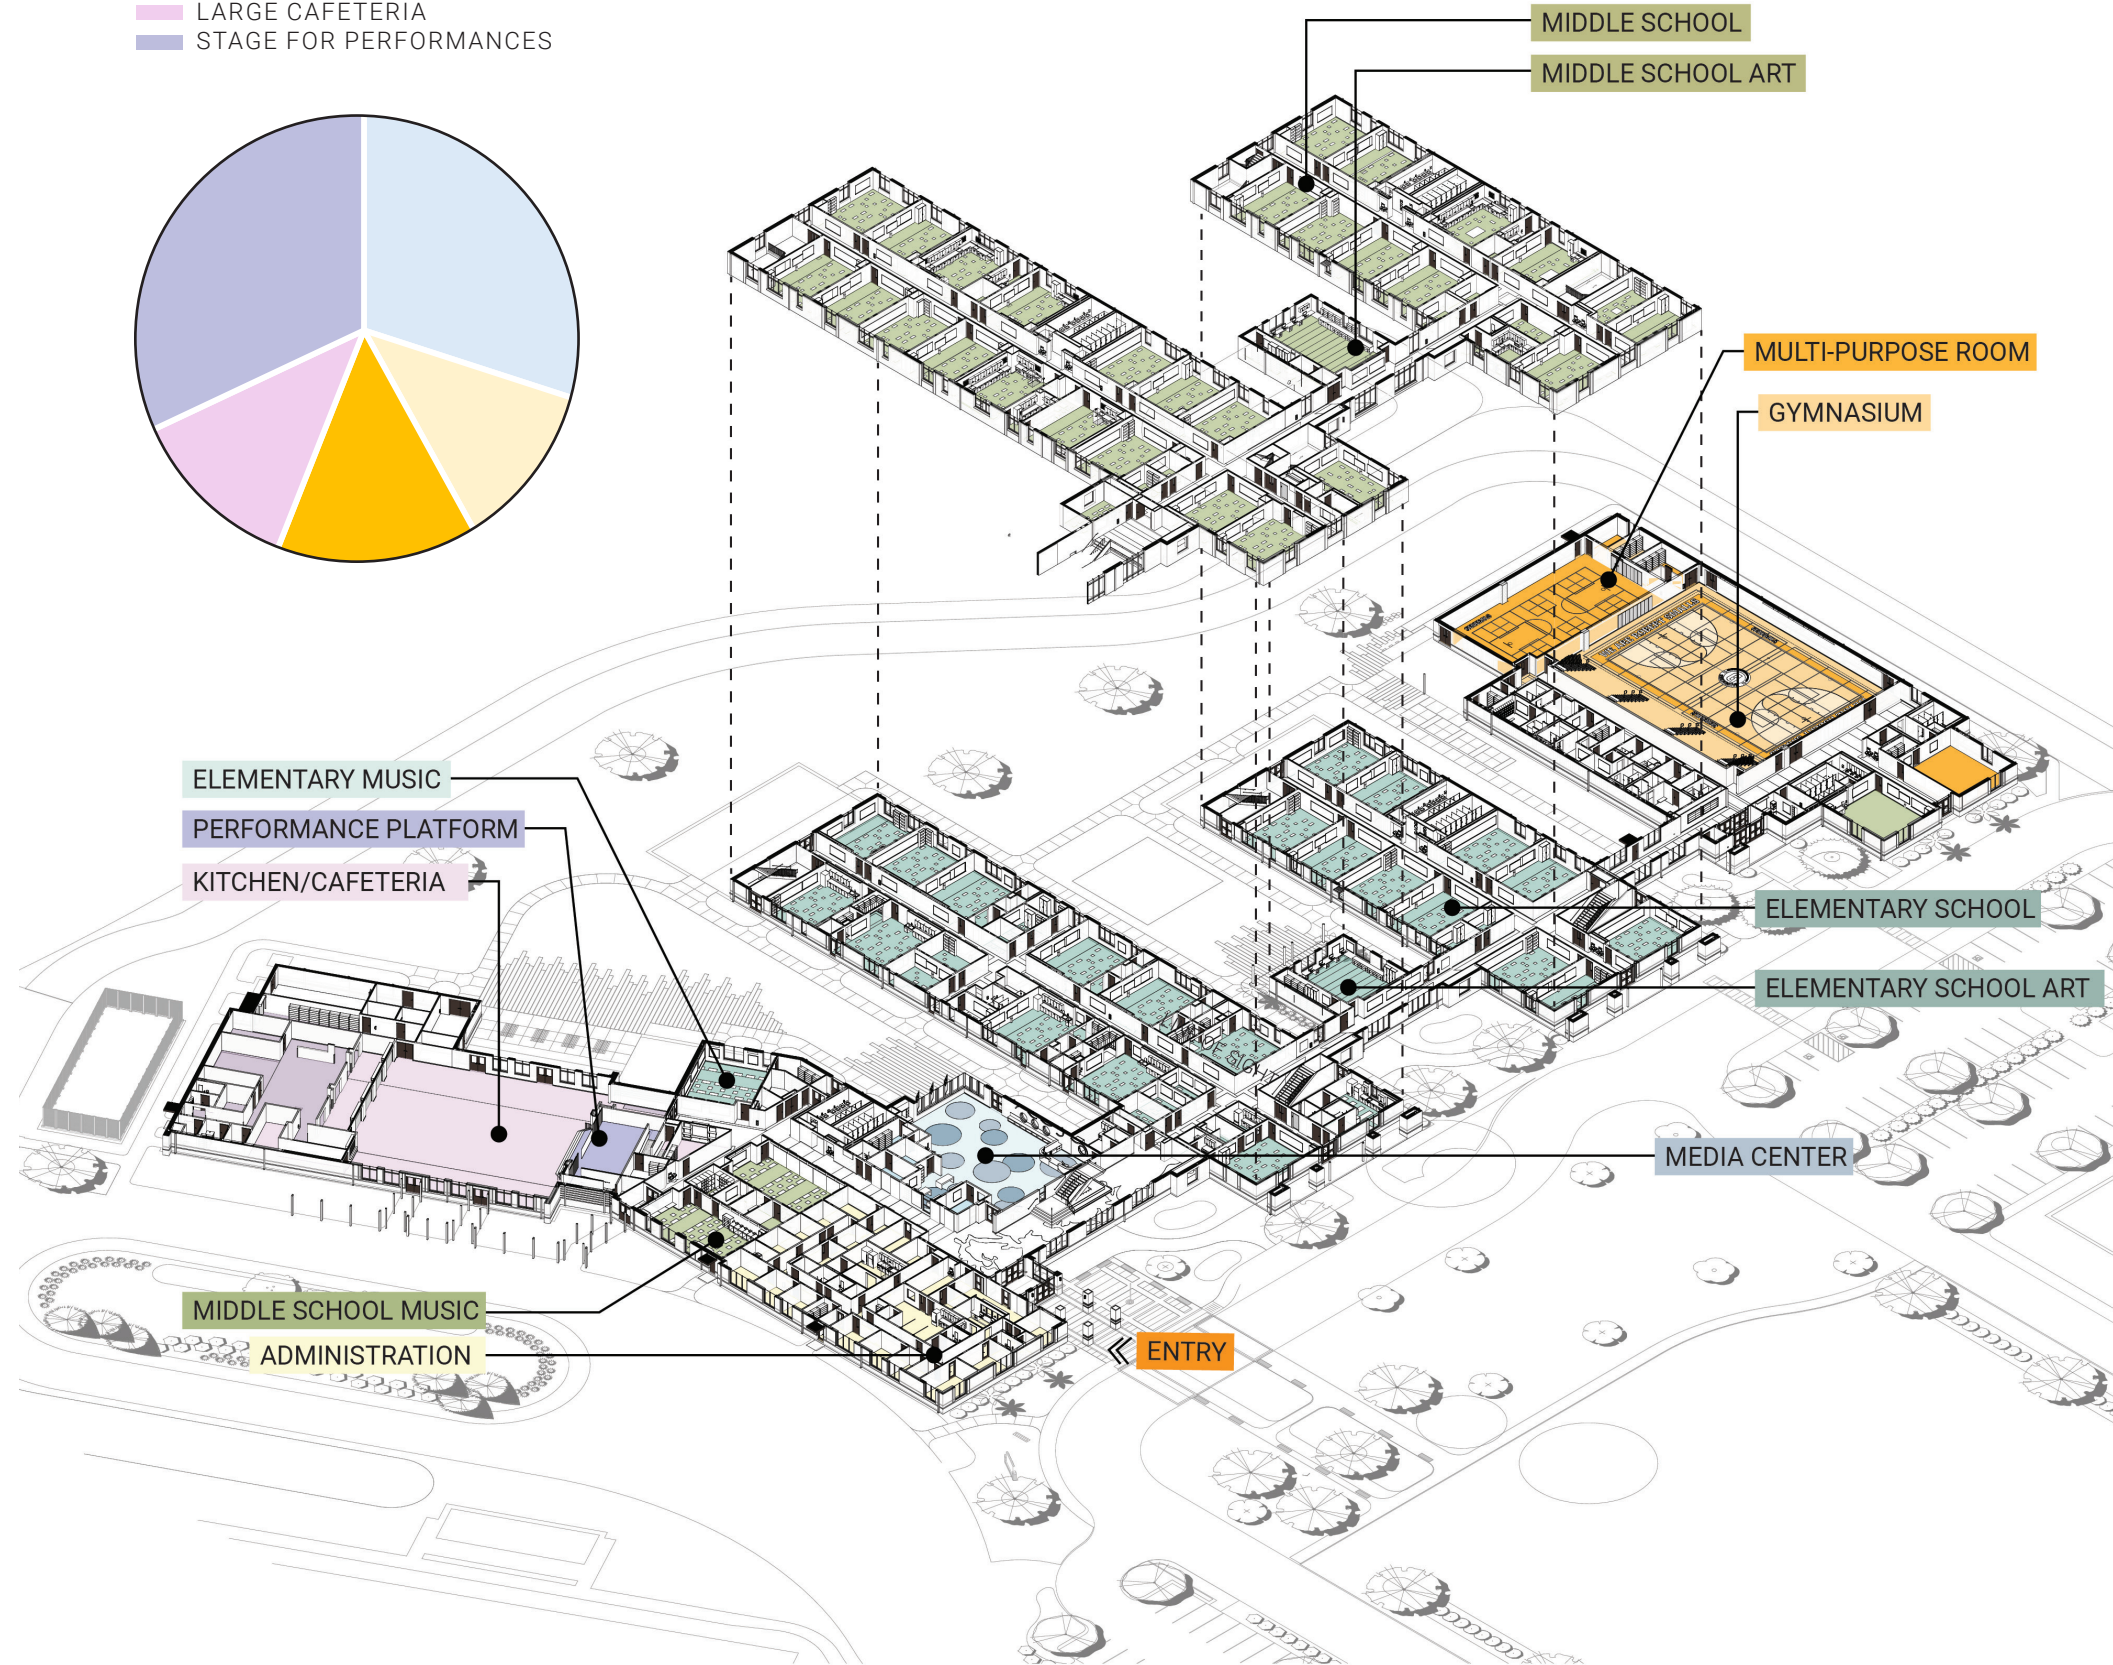 LARGE CAFETERIA
STAGE FOR PERFORMANCES
MIDDLE SCHOOL
MIDDLE SCHOOL ART
MULTI-PURPOSE ROOM
GYMNASIUM
ELEMENTARY MUSIC
PERFORMANCE PLATFORM
KITCHEN/CAFETERIA
ELEMENTARY SCHOOL
ELEMENTARY SCHOOL ART
MEDIA CENTER
MIDDLE SCHOOL MUSIC
ADMINISTRATION
ENTRY